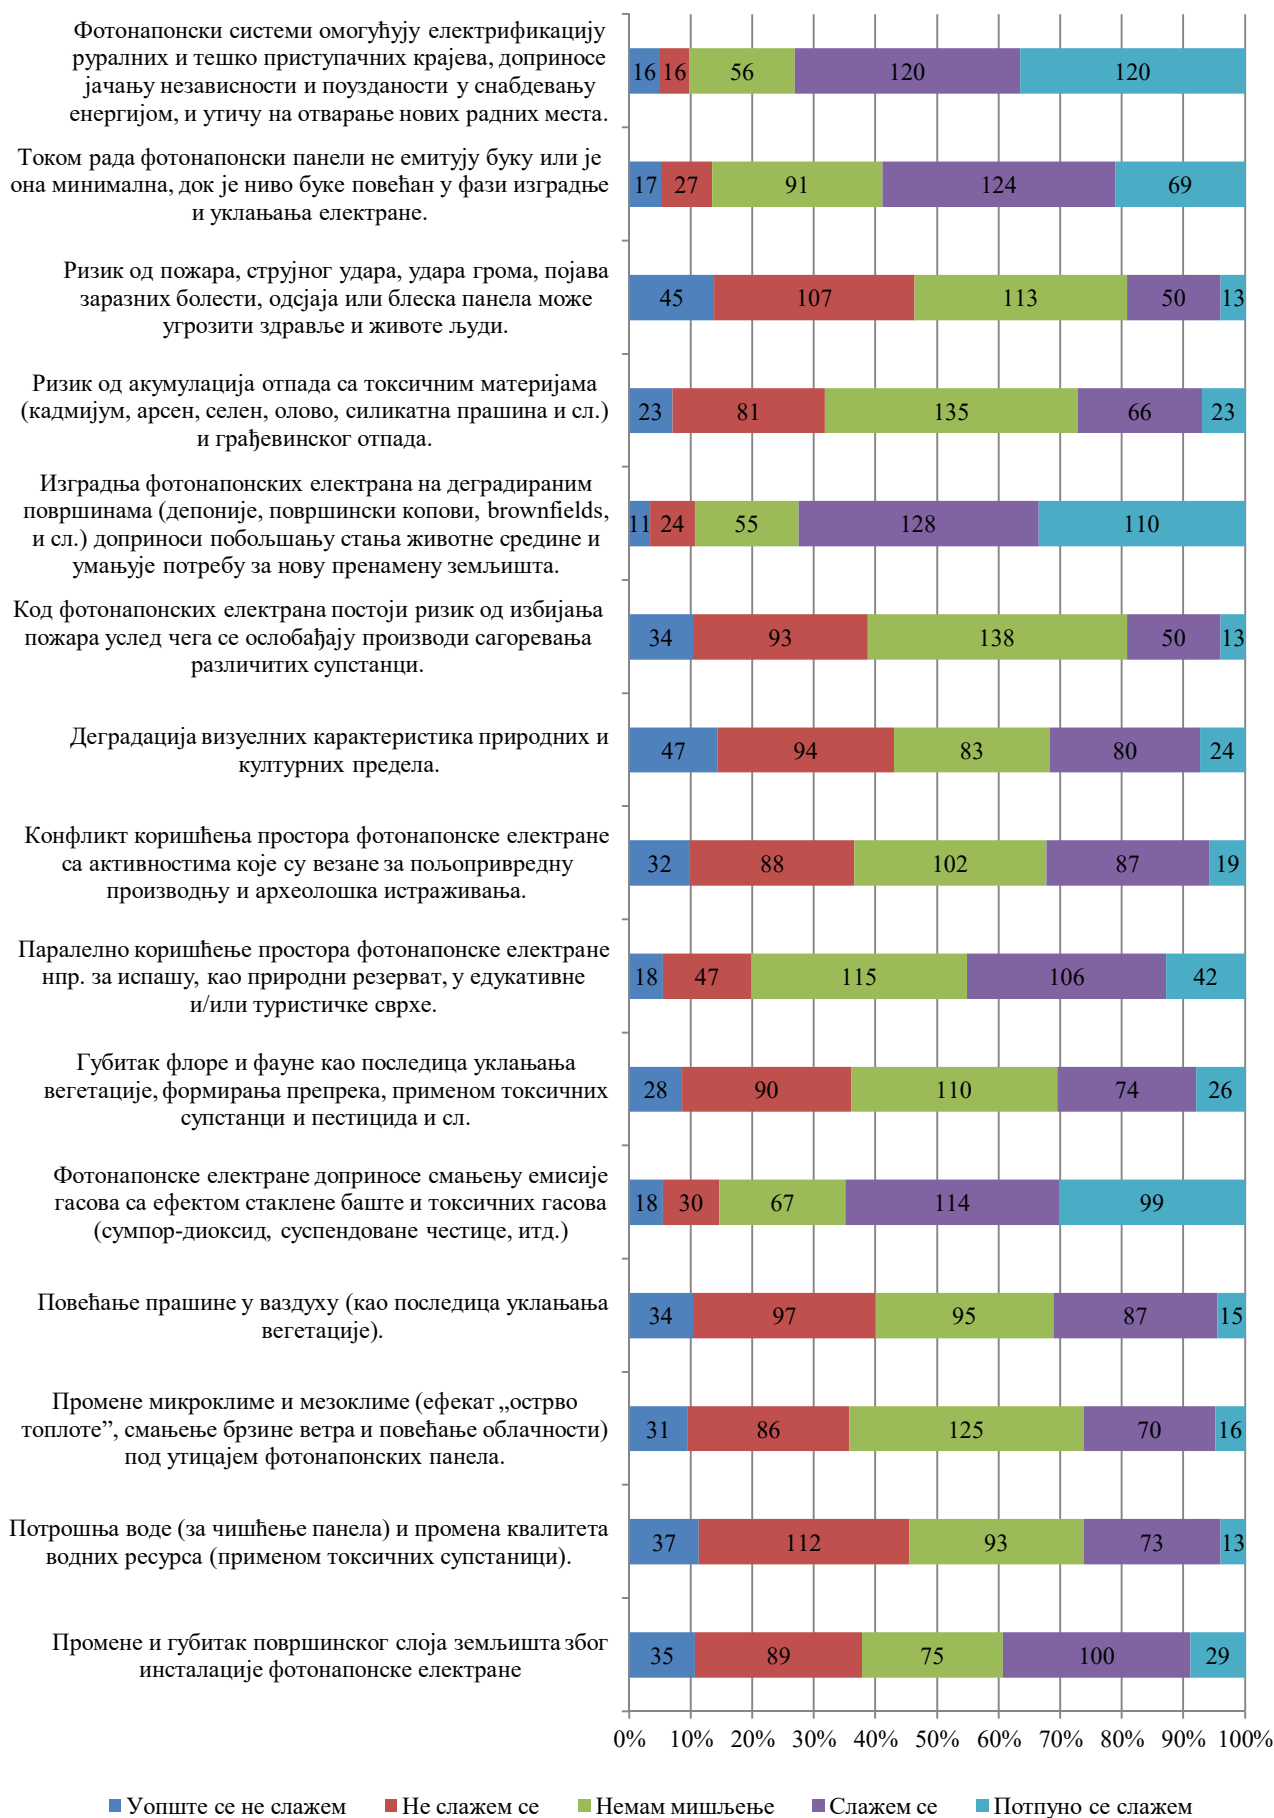 Фотонапонски системи омогућују електрификацију
руралних и тешко приступачних крајева, доприносе
јачању независности и поузданости у снабдевању
енергијом, и утичу на отварање нових радних места.
16 16 56 120 120
Током рада фотонапонски панели не емитују буку или је
она минимална, док је ниво буке повећан у фази изградње
и уклањања електране.
17 27 91 124 69
Ризик од пожара, струјног удара, удара грома, појава
заразних болести, одсјаја или блеска панела може
угрозити здравље и животе људи.
45 107 113 50 13
Ризик од акумулација отпада са токсичним материјама
(кадмијум, арсен, селен, олово, силикатна прашина и сл.)
и грађевинског отпада.
23 81 135 66 23
Изградња фотонапонских електрана на деградираним
површинама (депоније, површински копови, brownfields,
и сл.) доприноси побољшању стања животне средине и
умањује потребу за нову пренамену земљишта.
11 24 55 128 110
Код фотонапонских електрана постоји ризик од избијања
пожара услед чега се ослобађају производи сагоревања
различитих супстанци.
34 93 138 50 13
Деградација визуелних карактеристика природних и
културних предела.
47 94 83 80 24
Конфликт коришћења простора фотонапонске електране
са активностима које су везане за пољопривредну
производњу и археолошка истраживања.
32 88 102 87 19
Паралелно коришћење простора фотонапонске електране
нпр. за испашу, као природни резерват, у едукативне
и/или туристичке сврхе.
18 47 115 106 42
Губитак флоре и фауне као последица уклањања
вегетације, формирања препрека, применом токсичних
супстанци и пестицида и сл.
28 90 110 74 26
Фотонапонске електране доприносе смањењу емисије
гасова са ефектом стаклене баште и токсичних гасова
(сумпор-диоксид, суспендоване честице, итд.)
18 30 67 114 99
Повећање прашине у ваздуху (као последица уклањања
вегетације).
34 97 95 87 15
Промене микроклиме и мезоклиме (ефекат „острво
топлоте”, смањење брзине ветра и повећање облачности)
под утицајем фотонапонских панела.
31 86 125 70 16
Потрошња воде (за чишћење панела) и промена квалитета
водних ресурса (применом токсичних супстаници).
37 112 93 73 13
Промене и губитак површинског слоја земљишта због
инсталације фотонапонске електране
35 89 75 100 29
0% 10% 20% 30% 40% 50% 60% 70% 80% 90% 100%
Уопште се не слажем Не слажем се Немам мишљење Слажем се Потпуно се слажем